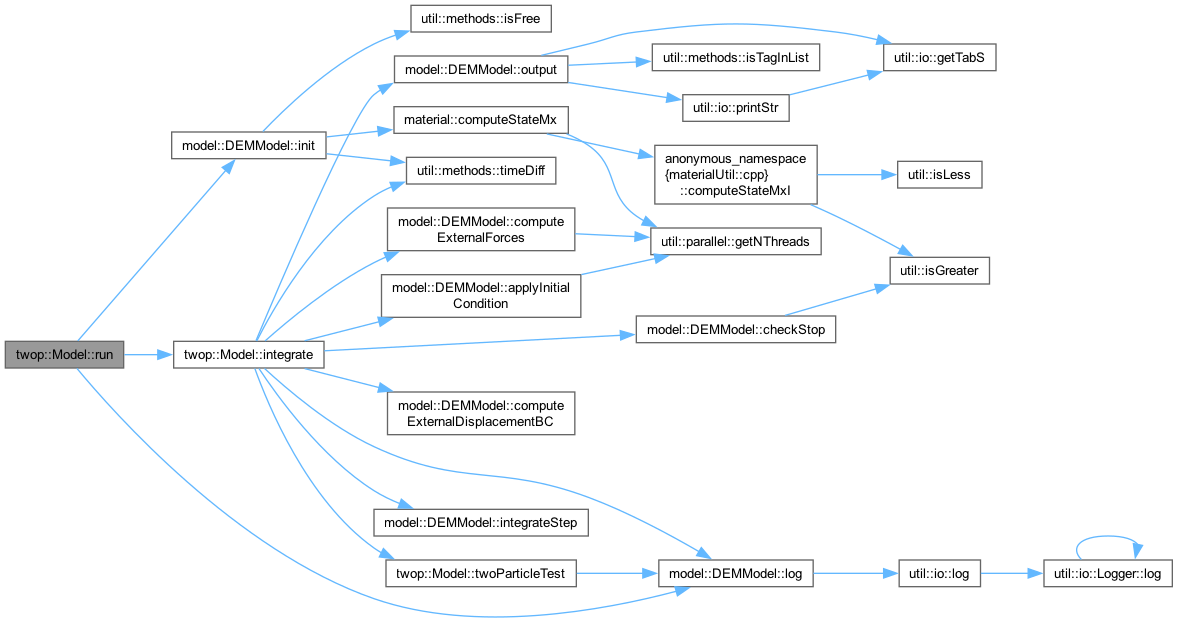 util::methods::isFree
model::DEMModel::output
util::methods::isTagInList
util::io::getTabS
util::io::printStr
model::DEMModel::init
material::computeStateMx
util::methods::timeDiff
anonymous_namespace
{materialUtil::cpp}
::computeStateMxI
util::isLess
model::DEMModel::compute
ExternalForces
util::parallel::getNThreads
util::isGreater
model::DEMModel::applyInitial
Condition
model::DEMModel::checkStop
twop::Model::run
twop::Model::integrate
model::DEMModel::compute
ExternalDisplacementBC
model::DEMModel::integrateStep
twop::Model::twoParticleTest
model::DEMModel::log
util::io::log
util::io::Logger::log